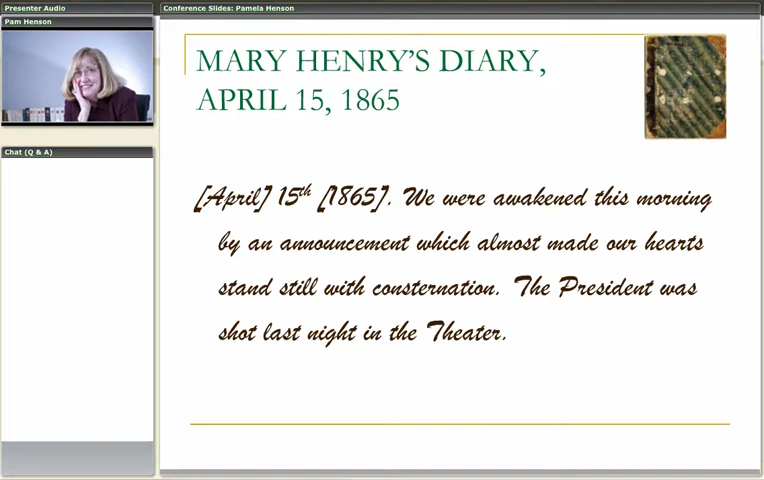 Presenter Audio
Conference Slides: Pamela Henson
Pam Henson
Chat (Q & A)
MARY HENRY'S DIARY,
APRIL 15, 1865
[April] 15th [1865]. We were awakened this morning
by an announcement which almost made our hearts
stand still with consternation. The President was
shot last night in the Theater.